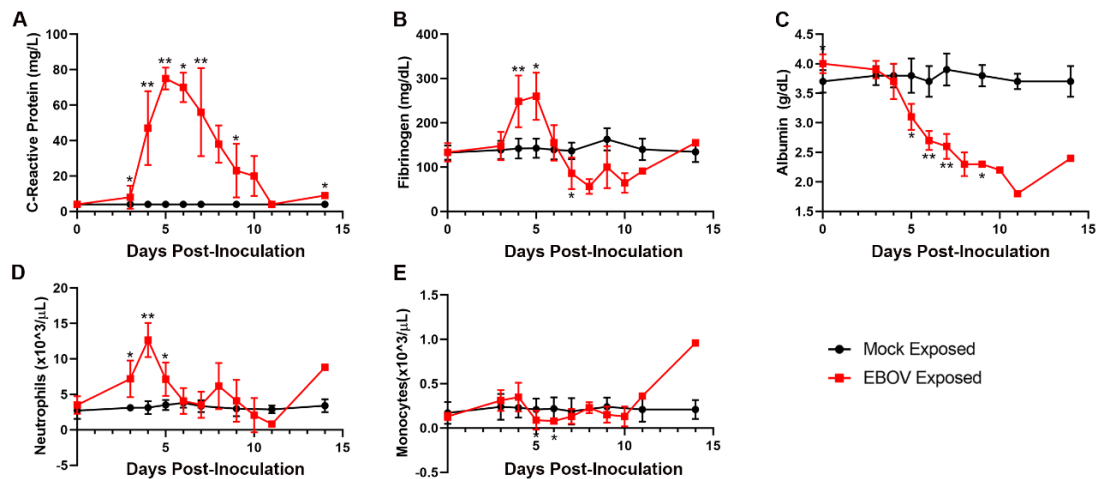 A
C-Reactive Protein (mg/L)
100
80
60
40
20
0
** ** * ** * * *
0 5 10 15
Days Post-Inoculation
B
Fibrinogen (mg/dL)
400
300
200
100
0
** * *
0 5 10 15
Days Post-Inoculation
C
Albumin (g/dL)
4.5
4.0
3.5
3.0
2.5
2.0
1.5
* * ** ** *
0 5 10 15
Days Post-Inoculation
D
Neutrophils (x10^3/μL)
20
15
10
5
0
-5
* ** *
5 10 15
Days Post-Inoculation
E
Monocytes(x10^3/μL)
1.5
1.0
0.5
0.0
-0.5
* *
5 10 15
Days Post-Inoculation
Mock Exposed
EBOV Exposed